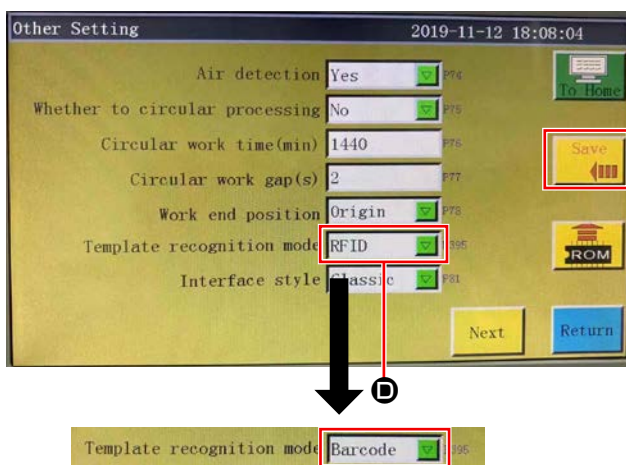 Other Setting 2019-11-12 18:08:04
Air detection Yes P74
To Home
Whether to circular processing No P75
Circular work time(min) 1440 P76
Save
Circular work gap(s) 2 P77
Work end position Origin P78
Template recognition mode RFID P395
ROM
Interface style Classic P81
Next Return
D
Template recognition mode Barcode